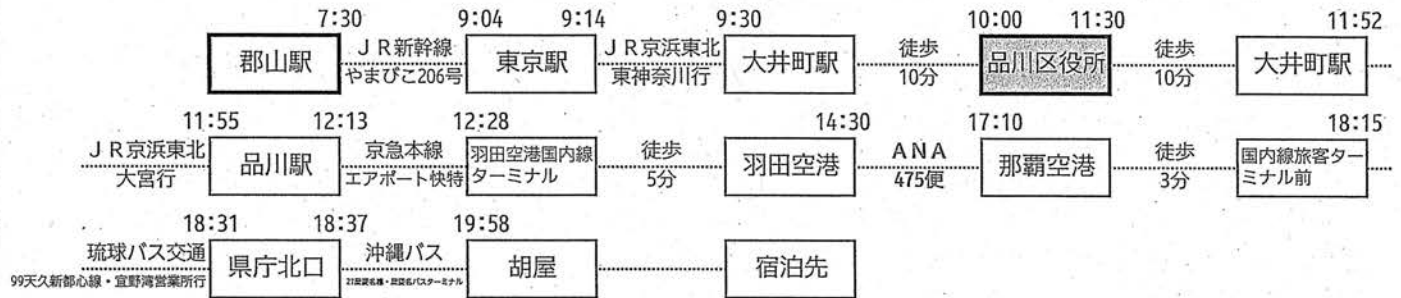 7:30 9:04 9:14 9:30 10:00 11:30 11:52
郡山駅 JR新幹線 やまびこ206号 東京駅 JR京浜東北 東神奈川行 大井町駅 徒歩 10分 品川区役所 徒歩 10分 大井町駅
11:55 12:13 12:28 14:30 17:10 18:15
JR京浜東北 大宮行 品川駅 京急本線 エアポート快特 羽田空港国内線ターミナル 徒歩 5分 羽田空港 ANA 475便 那覇空港 徒歩 3分 国内線旅客ターミナル前
18:31 18:37 19:58
琉球バス交通 99天久新都心線・宜野湾営業所行 県庁北口 沖縄バス 胡屋 宿泊先